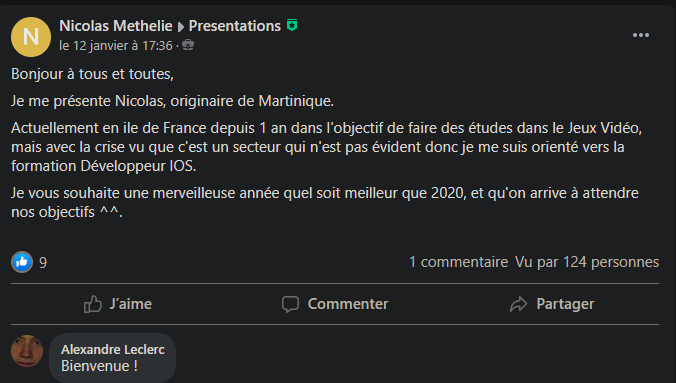 N
Nicolas Methelie ▸ Presentations
le 12 janvier à 17:36 ·
Bonjour à tous et toutes,
Je me présente Nicolas, originaire de Martinique.
Actuellement en ile de France depuis 1 an dans l'objectif de faire des études dans le Jeux Vidéo,
mais avec la crise vu que c'est un secteur qui n'est pas évident donc je me suis orienté vers la
formation Développeur IOS.
Je vous souhaite une merveilleuse année quel soit meilleur que 2020, et qu'on arrive à attendre
nos objectifs ^^.
9
1 commentaire Vu par 124 personnes
J'aime Commenter Partager
Alexandre Leclerc
Bienvenue !